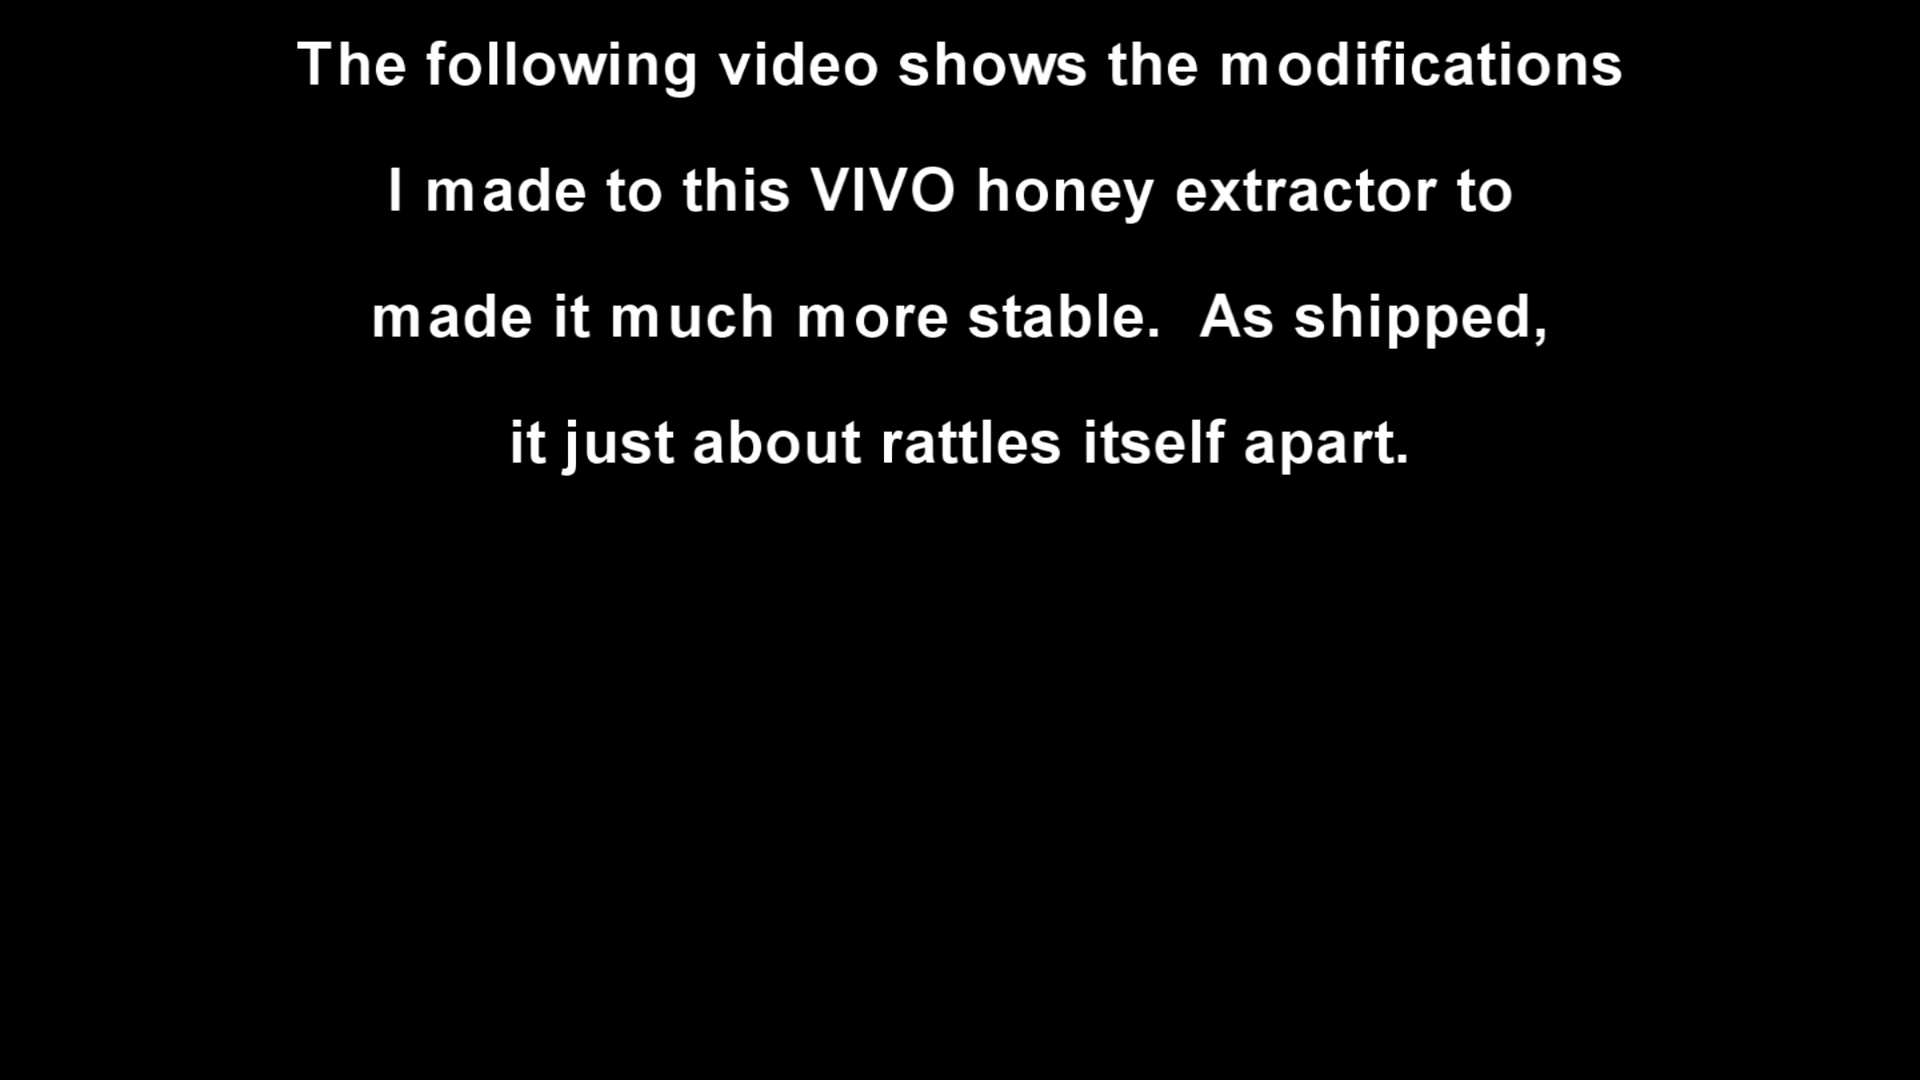 The following video shows the modifications
I made to this VIVO honey extractor to
made it much more stable.  As shipped,
it just about rattles itself apart.